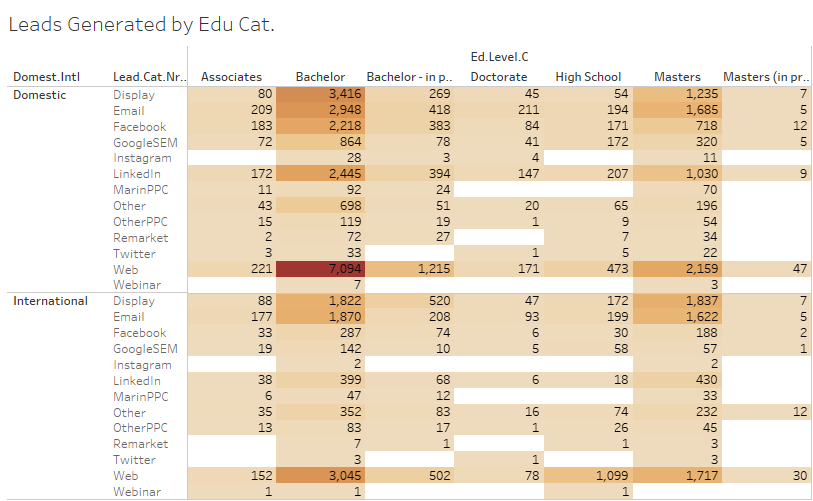 Leads Generated by Edu Cat.
Ed.Level.C
Domest.Intl Lead.Cat.Nr.. Associates Bachelor Bachelor - in p.. Doctorate High School Masters Masters (in pr..
Domestic Display 80 3,416 269 45 54 1,235 7
Email 209 2,948 418 211 194 1,685 5
Facebook 183 2,218 383 84 171 718 12
GoogleSEM 72 864 78 41 172 320 5
Instagram 28 3 4 11
LinkedIn 172 2,445 394 147 207 1,030 9
MarinPPC 11 92 24 70
Other 43 698 51 20 65 196
OtherPPC 15 119 19 1 9 54
Remarket 2 72 27 7 34
Twitter 3 33 1 5 22
Web 221 7,094 1,215 171 473 2,159 47
Webinar 7 3
International Display 88 1,822 520 47 172 1,837 7
Email 177 1,870 208 93 199 1,622 5
Facebook 33 287 74 6 30 188 2
GoogleSEM 19 142 10 5 58 57 1
Instagram 2 2
LinkedIn 38 399 68 6 18 430
MarinPPC 6 47 12 33
Other 35 352 83 16 74 232 12
OtherPPC 13 83 17 1 26 45
Remarket 7 1 1 3
Twitter 3 1 3
Web 152 3,045 502 78 1,099 1,717 30
Webinar 1 1 1